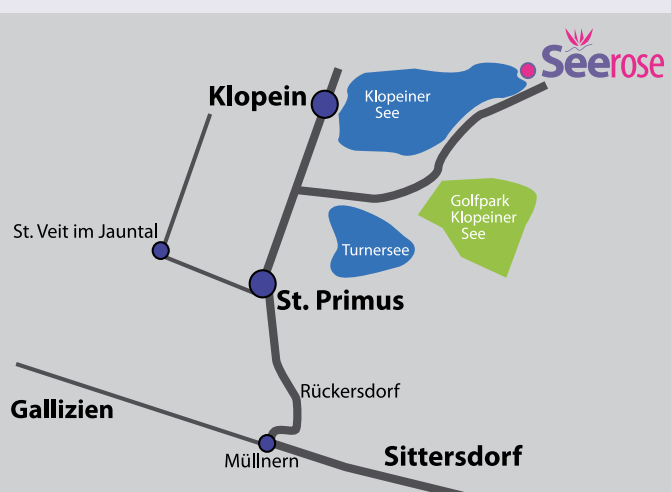 Seerose
Klopein
Klopeiner
See
Golfpark
Klopeiner
See
St. Veit im Jauntal
Turnersee
St. Primus
Rückersdorf
Gallizien
Müllnern
Sittersdorf